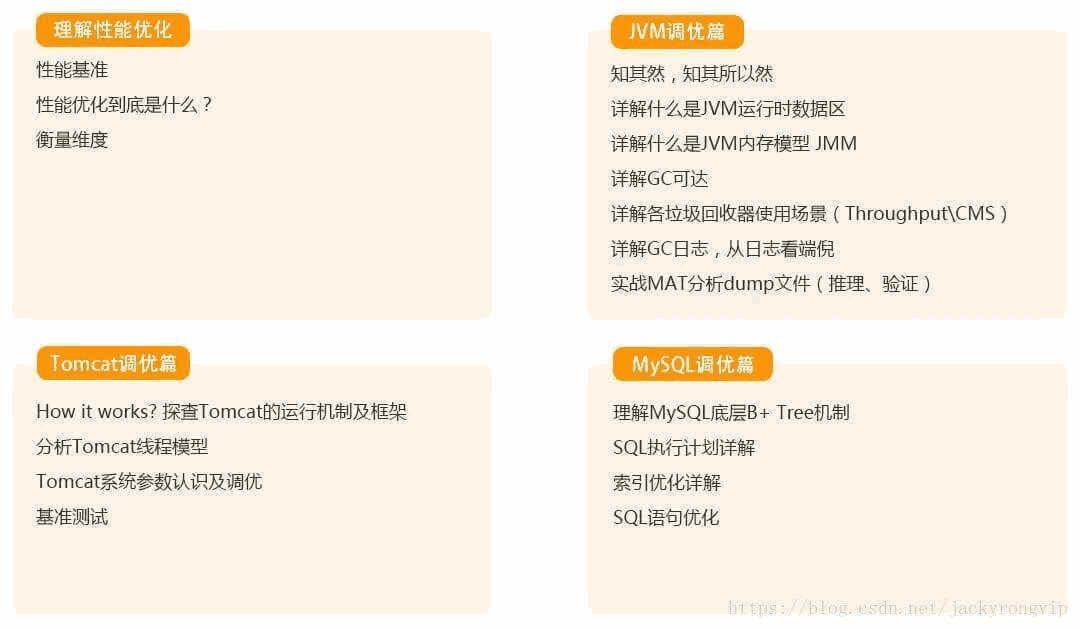 理解性能优化
性能基准
性能优化到底是什么？
衡量维度
JVM调优篇
知其然，知其所以然
详解什么是JVM运行时数据区
详解什么是JVM内存模型 JMM
详解GC可达
详解各垃圾回收器使用场景（Throughput\CMS）
详解GC日志，从日志看端倪
实战MAT分析dump文件（推理、验证）
Tomcat调优篇
How it works? 探查Tomcat的运行机制及框架
分析Tomcat线程模型
Tomcat系统参数认识及调优
基准测试
MySQL调优篇
理解MySQL底层B+ Tree机制
SQL执行计划详解
索引优化详解
SQL语句优化
https://blog.csdn.net/jackyrongvip